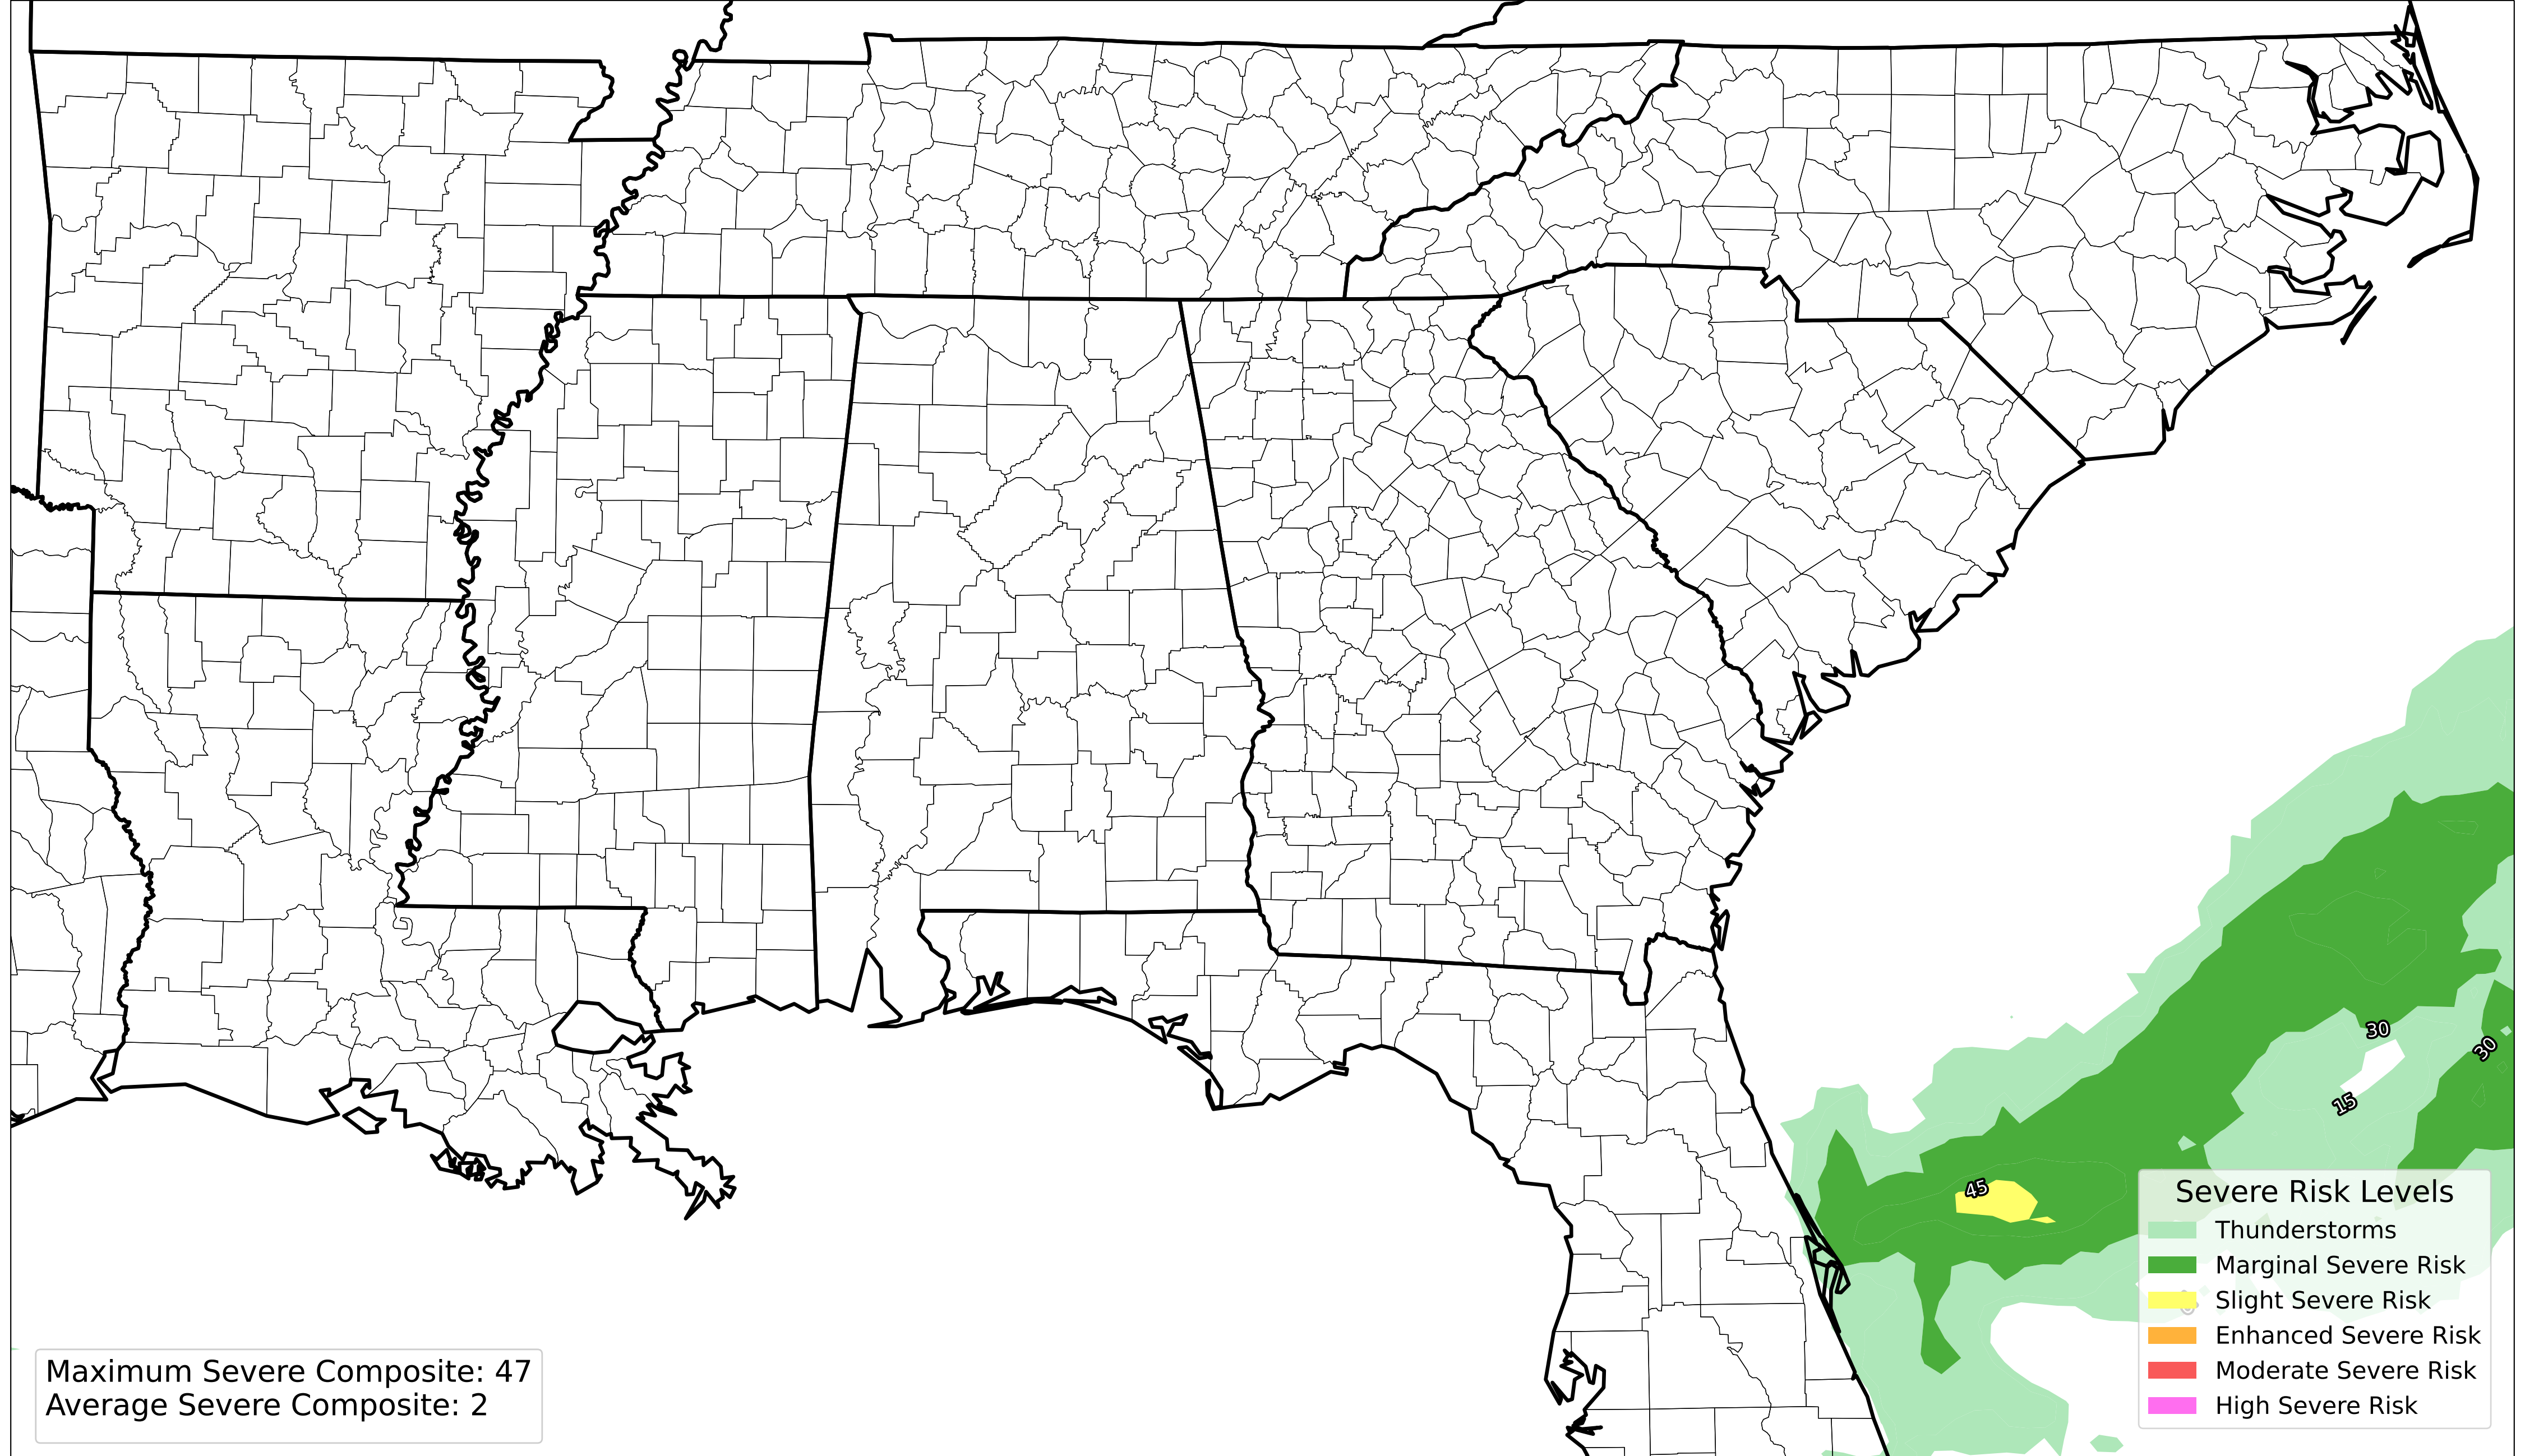 30
30
15
45
Severe Risk Levels
Thunderstorms
Marginal Severe Risk
Slight Severe Risk
Enhanced Severe Risk
Moderate Severe Risk
High Severe Risk
Maximum Severe Composite: 47
Average Severe Composite: 2